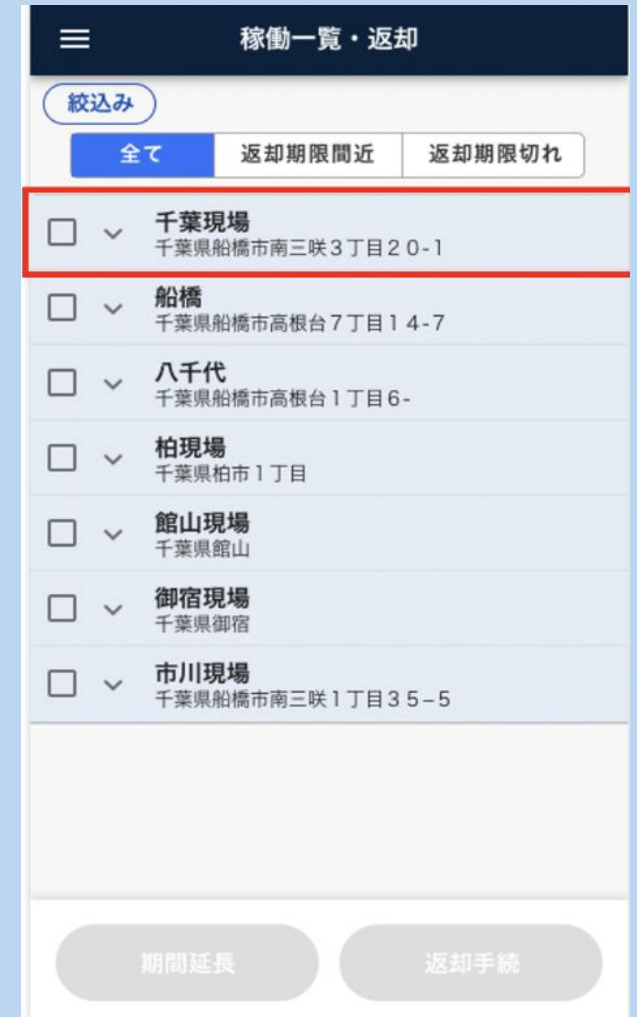 稼働一覧・返却
絞込み
全て 返却期限間近 返却期限切れ
千葉現場
千葉県船橋市南三咲3丁目20-1
船橋
千葉県船橋市高根台7丁目14-7
八千代
千葉県船橋市高根台1丁目6-
柏現場
千葉県柏市1丁目
館山現場
千葉県館山
御宿現場
千葉県御宿
市川現場
千葉県船橋市南三咲1丁目35–5
期間延長 返却手続